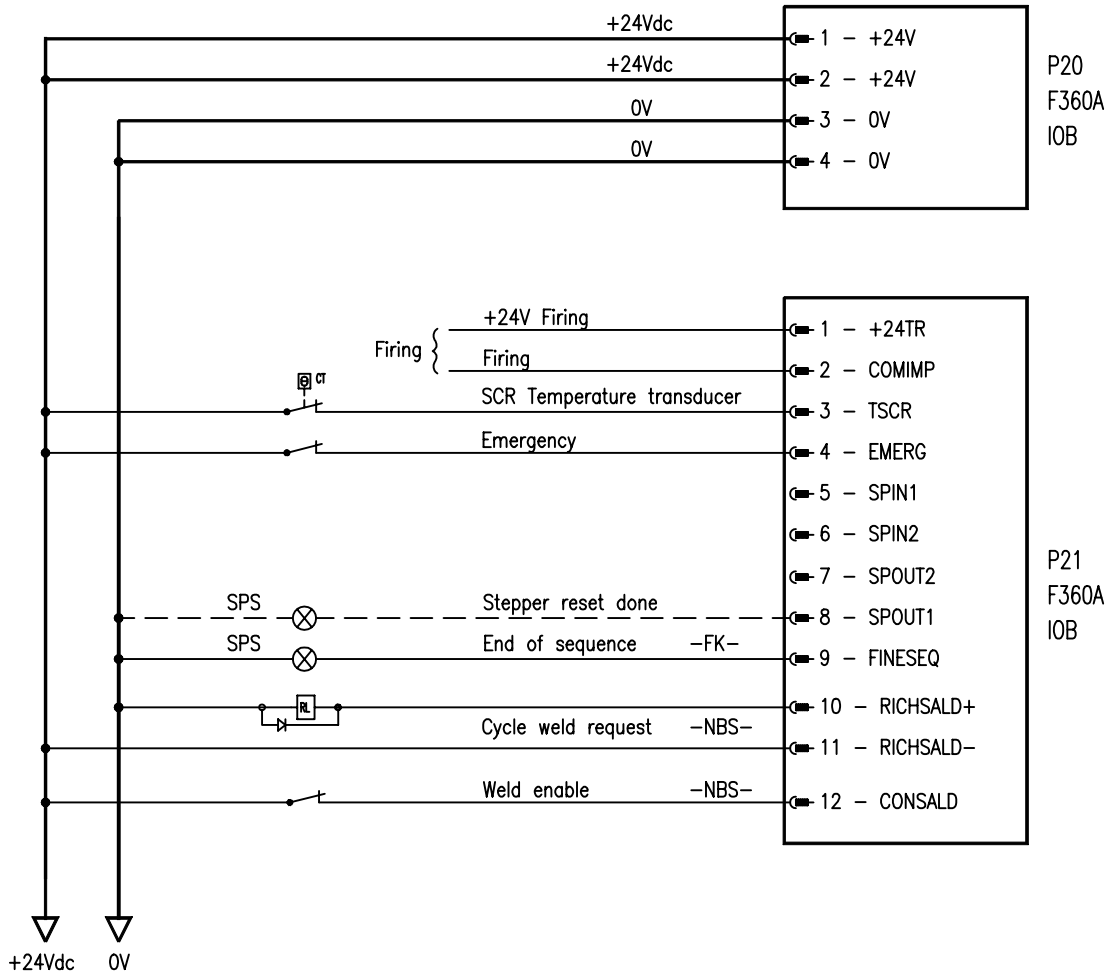 +24Vdc
1 – +24V
+24Vdc
2 – +24V
0V
3 – 0V
0V
4 – 0V
P20
F360A
IOB
+24V Firing
1 – +24TR
Firing
Firing
2 – COMIMP
CT
SCR Temperature transducer
3 – TSCR
Emergency
4 – EMERG
5 – SPIN1
6 – SPIN2
7 – SPOUT2
SPS
Stepper reset done
8 – SPOUT1
SPS
End of sequence –FK–
9 – FINESEQ
RL
10 – RICHSALD+
Cycle weld request –NBS–
11 – RICHSALD–
Weld enable –NBS–
12 – CONSALD
P21
F360A
IOB
+24Vdc 0V